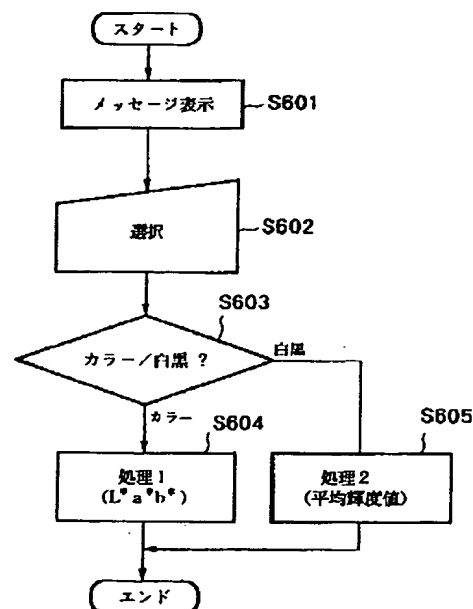 スタート
メッセージ表示
S601
選択
S602
S603
カラー/白黒 ?
白黒
カラー
S604
処理1
(L*a*b*)
S605
処理2
(平均輝度値)
エンド